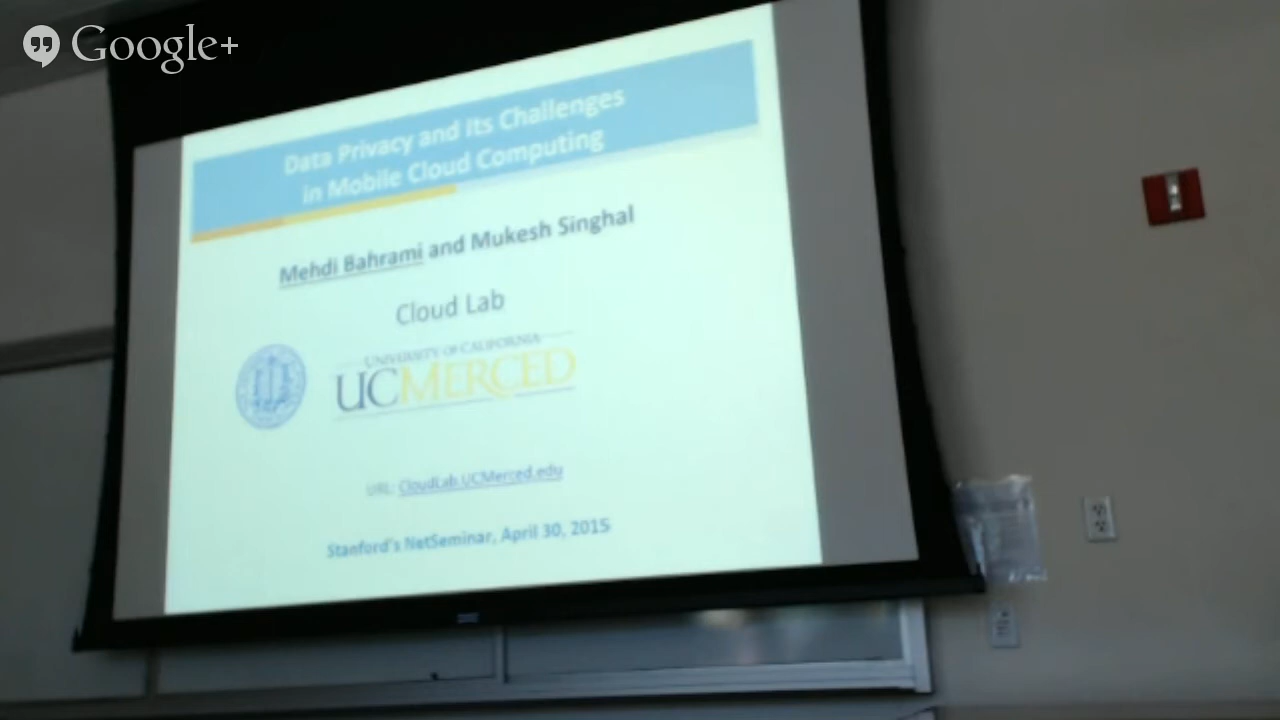 Google+
Data Privacy and Its Challenges
in Mobile Cloud Computing
Mehdi Bahrami and Mukesh Singhal
Cloud Lab
UNIVERSITY OF CALIFORNIA
UCMERCED
URL: CloudLab.UCMerced.edu
Stanford's NetSeminar, April 30, 2015